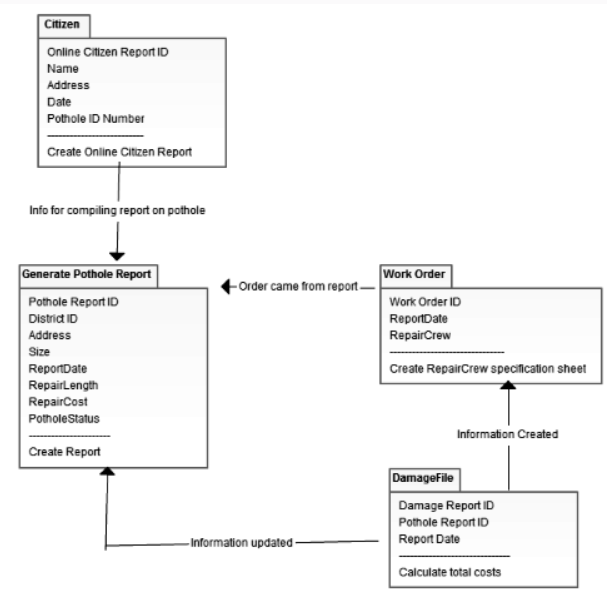 Citizen
Online Citizen Report ID
Name
Address
Date
Pothole ID Number
Create Online Citizen Report
Info for compiling report on pothole
Generate Pothole Report
Pothole Report ID
District ID
Address
Size
ReportDate
RepairLength
RepairCost
PotholeStatus
Create Report
Order came from report
Work Order
Work Order ID
ReportDate
RepairCrew
Create RepairCrew specification sheet
Information Created
DamageFile
Damage Report ID
Pothole Report ID
Report Date
Calculate total costs
Information updated